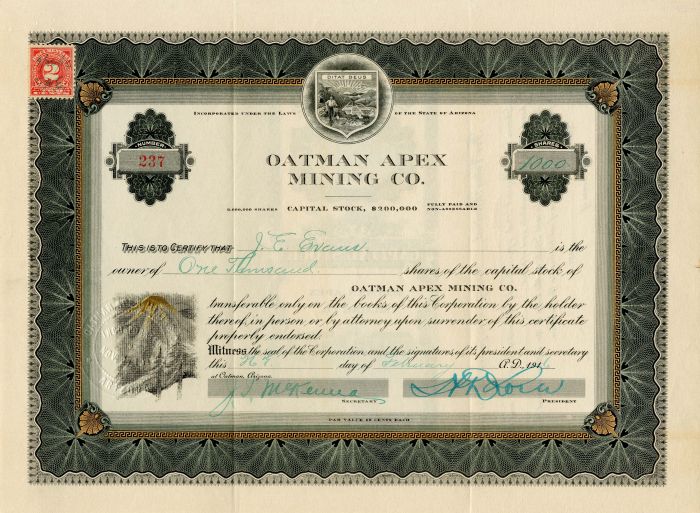 2
DITAT DEUS
INCORPORATED UNDER THE LAWS OF THE STATE OF ARIZONA
NUMBER
237
SHARES
1000
OATMAN APEX
MINING CO.
CAPITAL STOCK, $200,000 FULLY PAID AND
NON-ASSESSABLE
THIS IS TO CERTIFY THAT J. E. Evans is the
owner of One Thousand shares of the capital stock of
OATMAN APEX MINING CO.
transferable only on the books of this Corporation by the holder
thereof, in person or by attorney upon surrender of this certificate
properly endorsed.
Witness the seal of the Corporation and the signatures of its president and secretary
this day of February A.D. 1916
at Oatman, Arizona.
J. S. McKenna
SECRETARY PRESIDENT
PAR VALUE 10 CENTS EACH